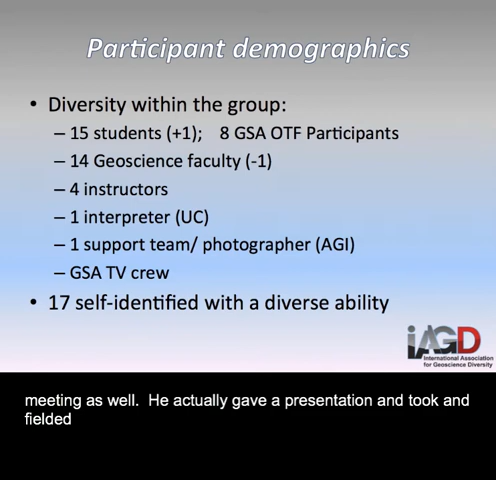 Participant demographics
• Diversity within the group:
– 15 students (+1); 8 GSA OTF Participants
– 14 Geoscience faculty (-1)
– 4 instructors
– 1 interpreter (UC)
– 1 support team/ photographer (AGI)
– GSA TV crew
• 17 self-identified with a diverse ability
iAGD
International Association
for Geoscience Diversity
meeting as well.  He actually gave a presentation and took and
fielded